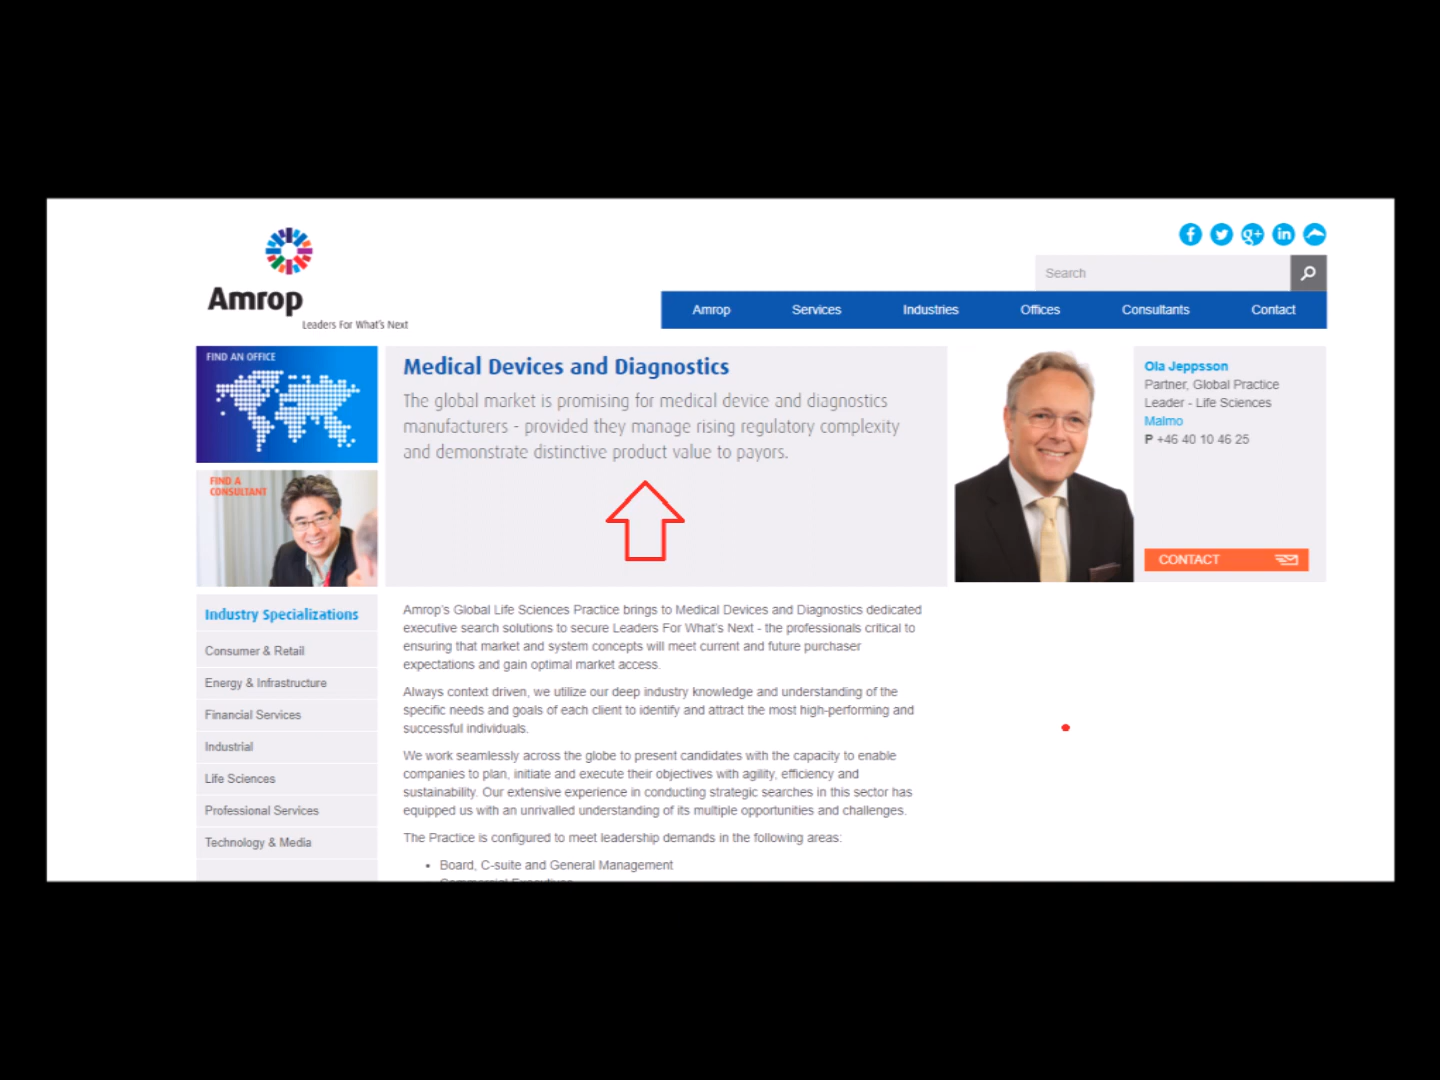 Amrop
Leaders For What's Next
Search
Amrop
Services
Industries
Offices
Consultants
Contact
FIND AN OFFICE
FIND A
CONSULTANT
Medical Devices and Diagnostics
The global market is promising for medical device and diagnostics
manufacturers - provided they manage rising regulatory complexity
and demonstrate distinctive product value to payors.
Ola Jeppsson
Partner, Global Practice
Leader - Life Sciences
Malmo
P +46 40 10 46 25
CONTACT
Industry Specializations
Consumer & Retail
Energy & Infrastructure
Financial Services
Industrial
Life Sciences
Professional Services
Technology & Media
Amrop's Global Life Sciences Practice brings to Medical Devices and Diagnostics dedicated
executive search solutions to secure Leaders For What's Next - the professionals critical to
ensuring that market and system concepts will meet current and future purchaser
expectations and gain optimal market access.
Always context driven, we utilize our deep industry knowledge and understanding of the
specific needs and goals of each client to identify and attract the most high-performing and
successful individuals.
We work seamlessly across the globe to present candidates with the capacity to enable
companies to plan, initiate and execute their objectives with agility, efficiency and
sustainability. Our extensive experience in conducting strategic searches in this sector has
equipped us with an unrivalled understanding of its multiple opportunities and challenges.
The Practice is configured to meet leadership demands in the following areas:
• Board, C-suite and General Management